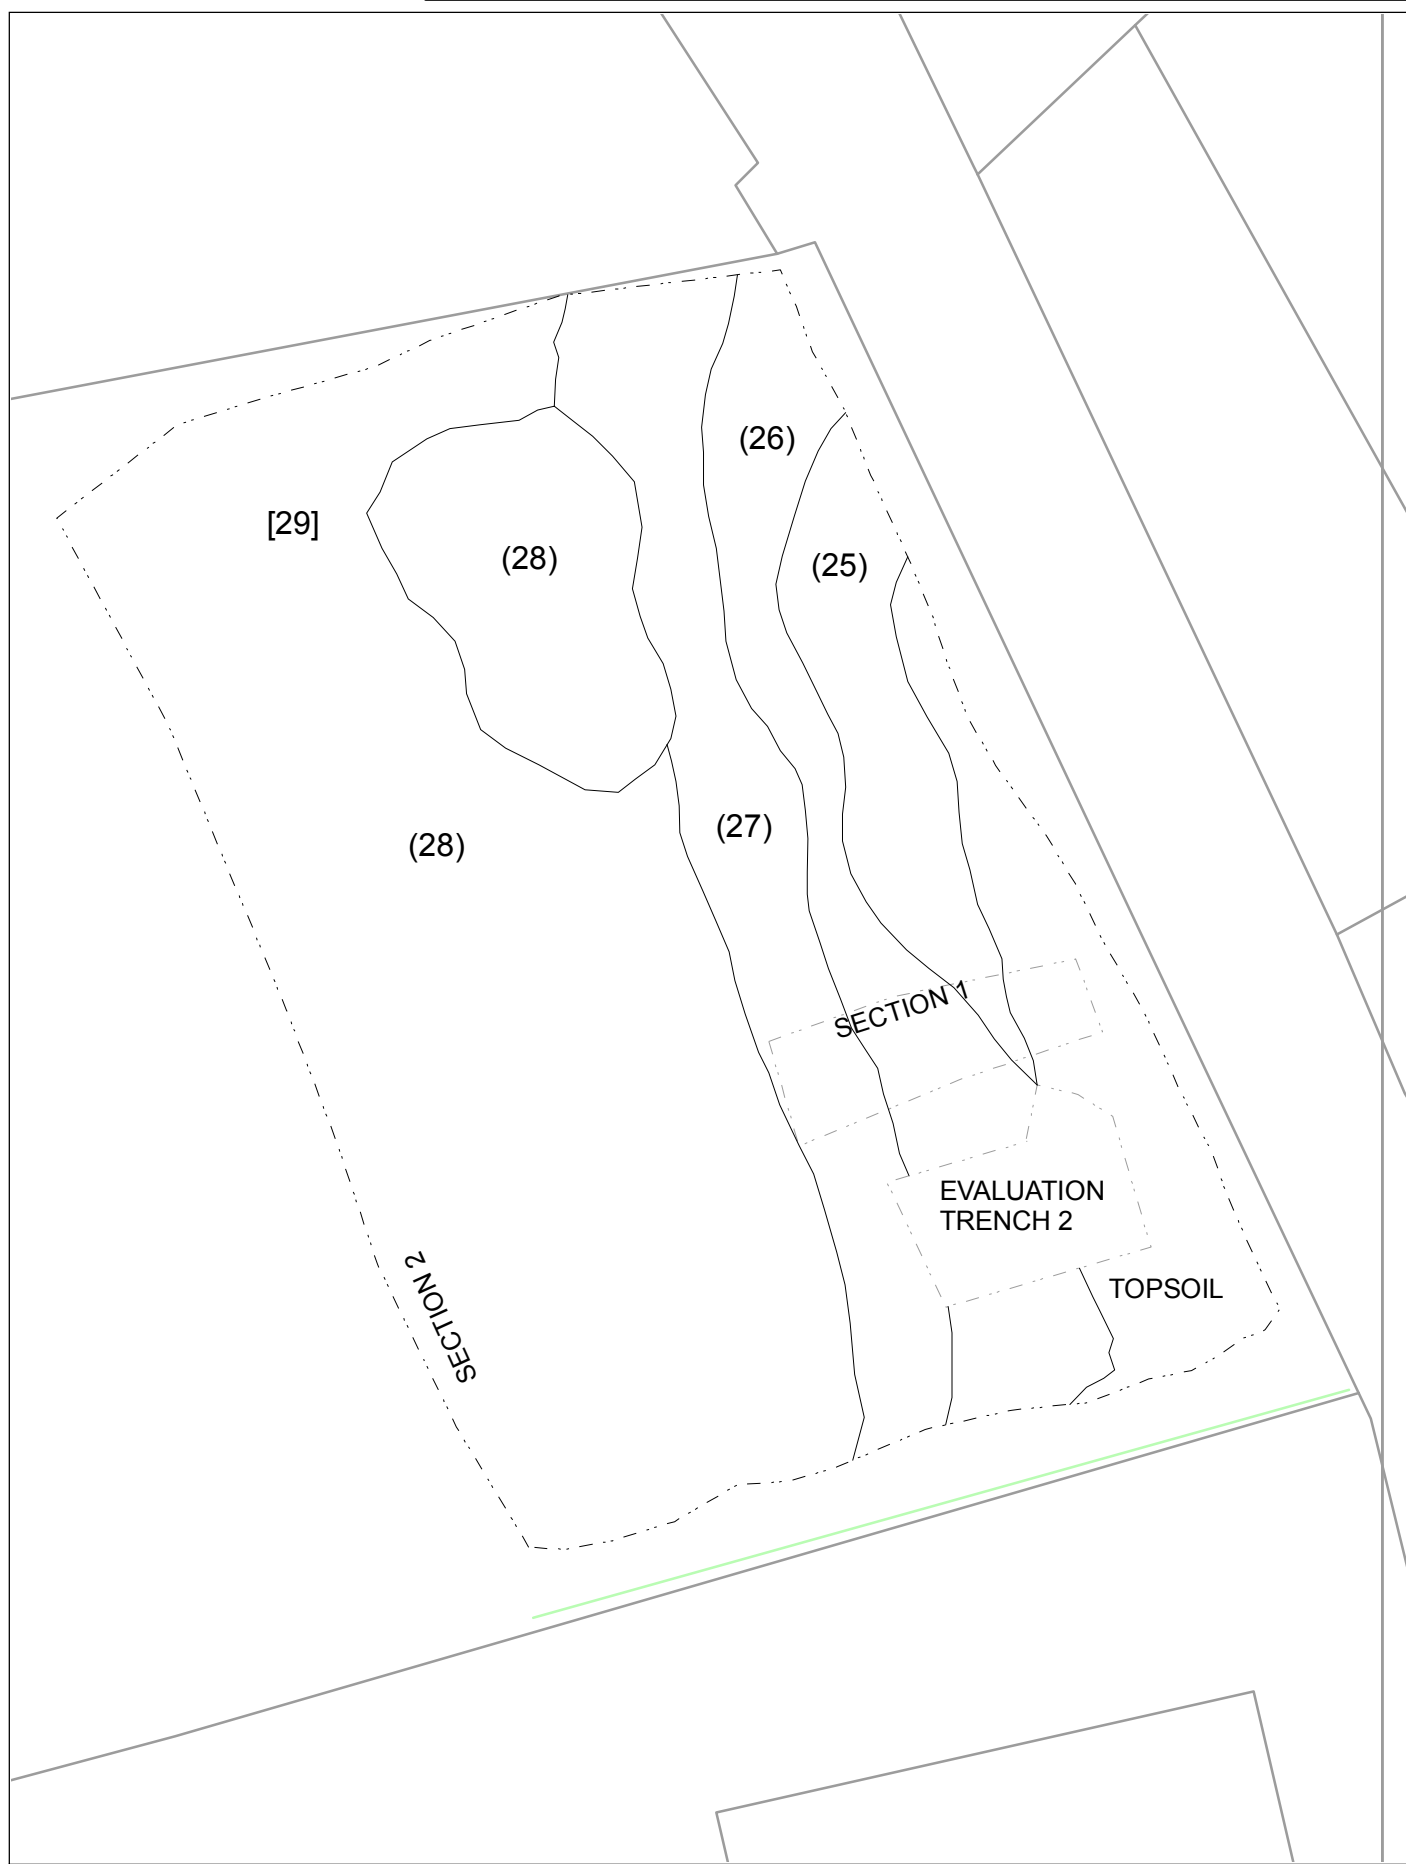 (26)
[29]
(28)
(25)
(27)
(28)
SECTION 1
EVALUATION
TRENCH 2
SECTION 2
TOPSOIL